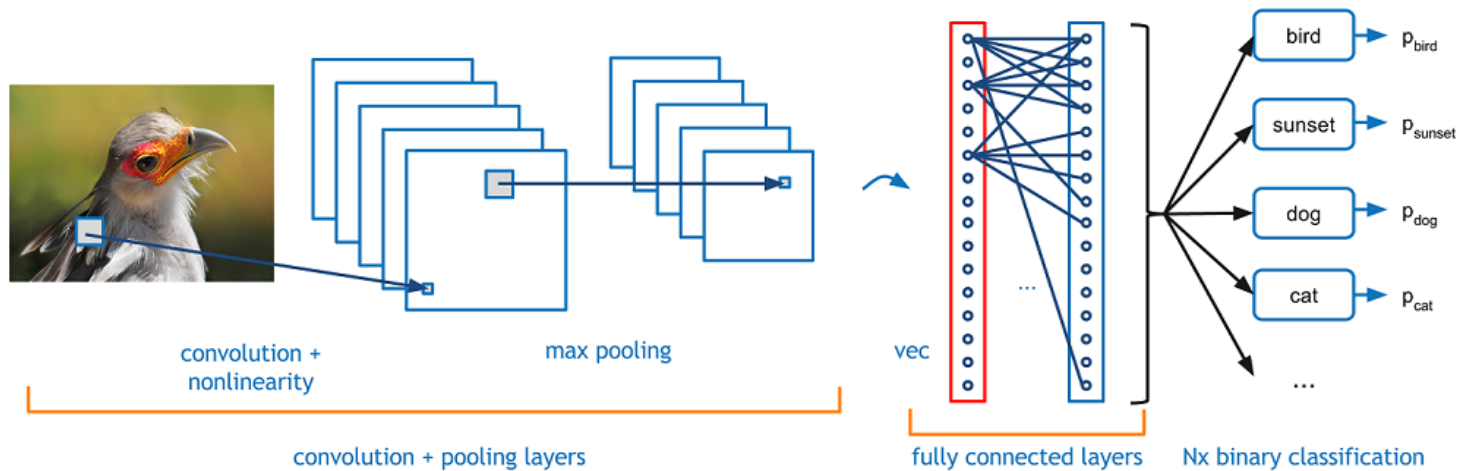 bird
p_bird
sunset
p_sunset
dog
p_dog
cat
p_cat
...
...
convolution +
nonlinearity
max pooling
vec
convolution + pooling layers
fully connected layers
Nx binary classification